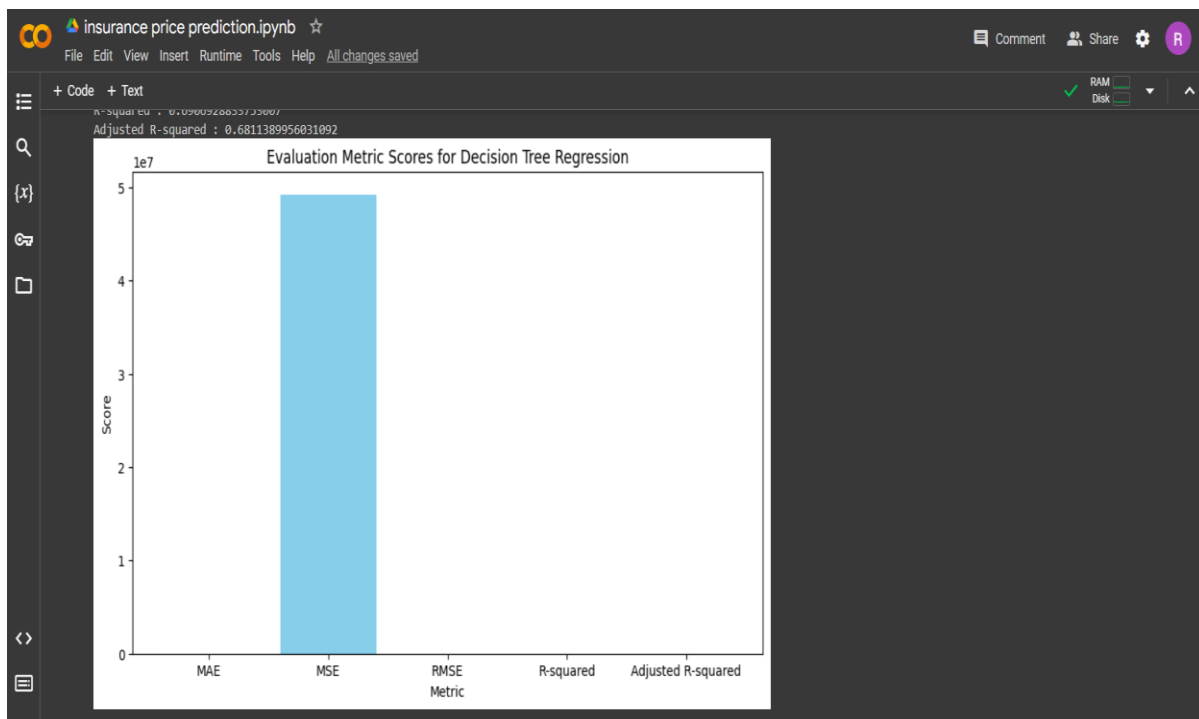 insurance price prediction.ipynb
Comment Share R
File Edit View Insert Runtime Tools Help All changes saved
+ Code + Text
RAM
Disk
{x}
R-squared :
Adjusted R-squared : 0.6811389956031092
Evaluation Metric Scores for Decision Tree Regression
1e7
5
4
3
2
1
0
Score
MAE MSE RMSE R-squared Adjusted R-squared
Metric